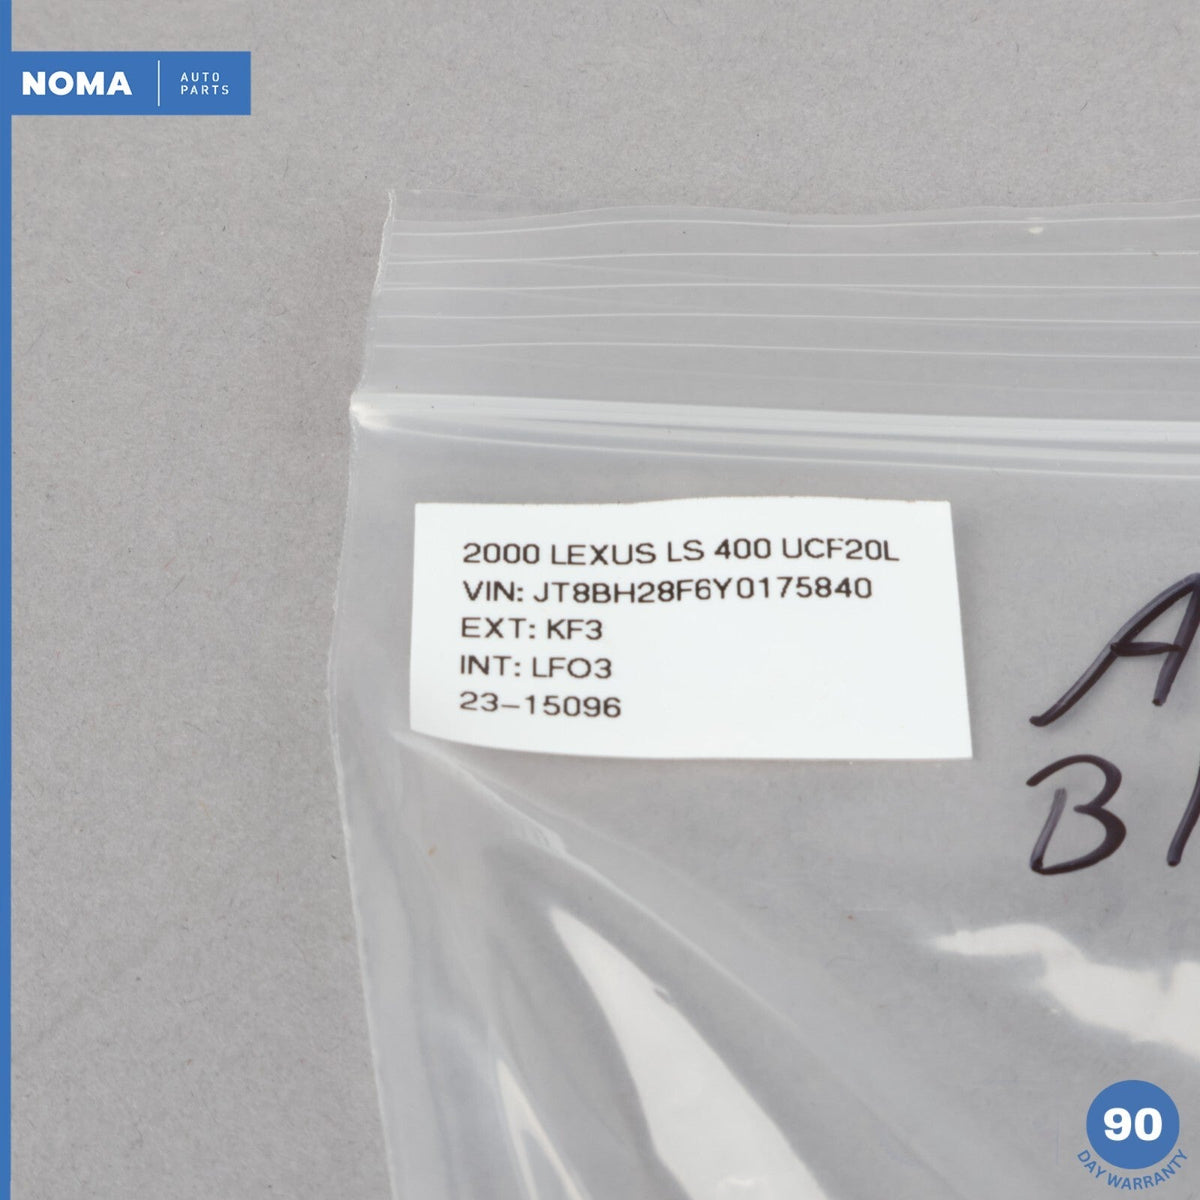 NOMA
AUTO
PARTS
2000 LEXUS LS 400 UCF20L
VIN: JT8BH28F6Y0175840
EXT: KF3
INT: LFO3
23-15096
A
B
90
DAY WARRANTY